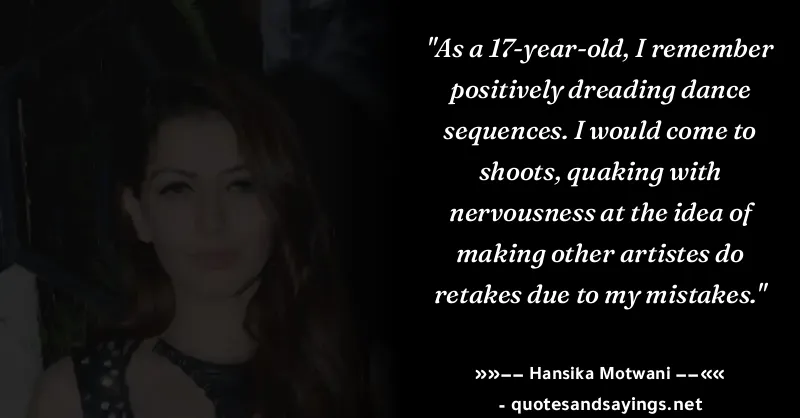 "As a 17-year-old, I remember
positively dreading dance
sequences. I would come to
shoots, quaking with
nervousness at the idea of
making other artistes do
retakes due to my mistakes."
»»–– Hansika Motwani ––««
- quotesandsayings.net